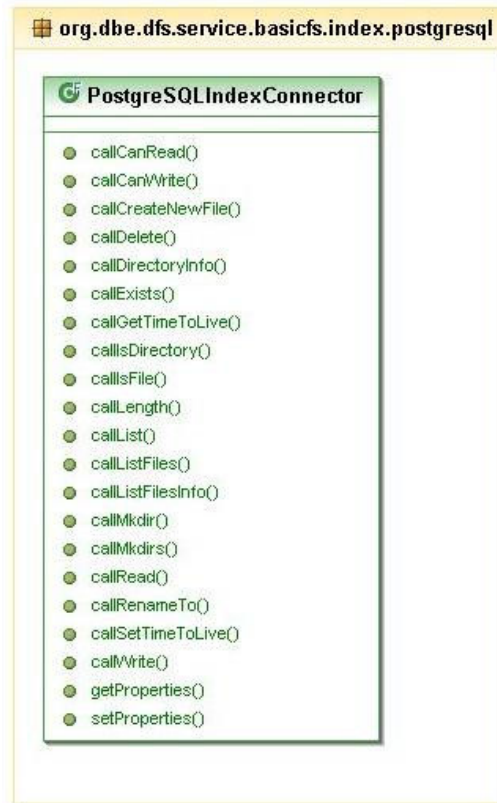 org.dbe.dfs.service.basicfs.index.postgresql
PostgreSQLIndexConnector
callCanRead()
callCanWrite()
callCreateNewFile()
callDelete()
callDirectoryInfo()
callExists()
callGetTimeToLive()
callIsDirectory()
callIsFile()
callLength()
callList()
callListFiles()
callListFilesInfo()
callMkdir()
callMkdirs()
callRead()
callRenameTo()
callSetTimeToLive()
callWrite()
getProperties()
setProperties()